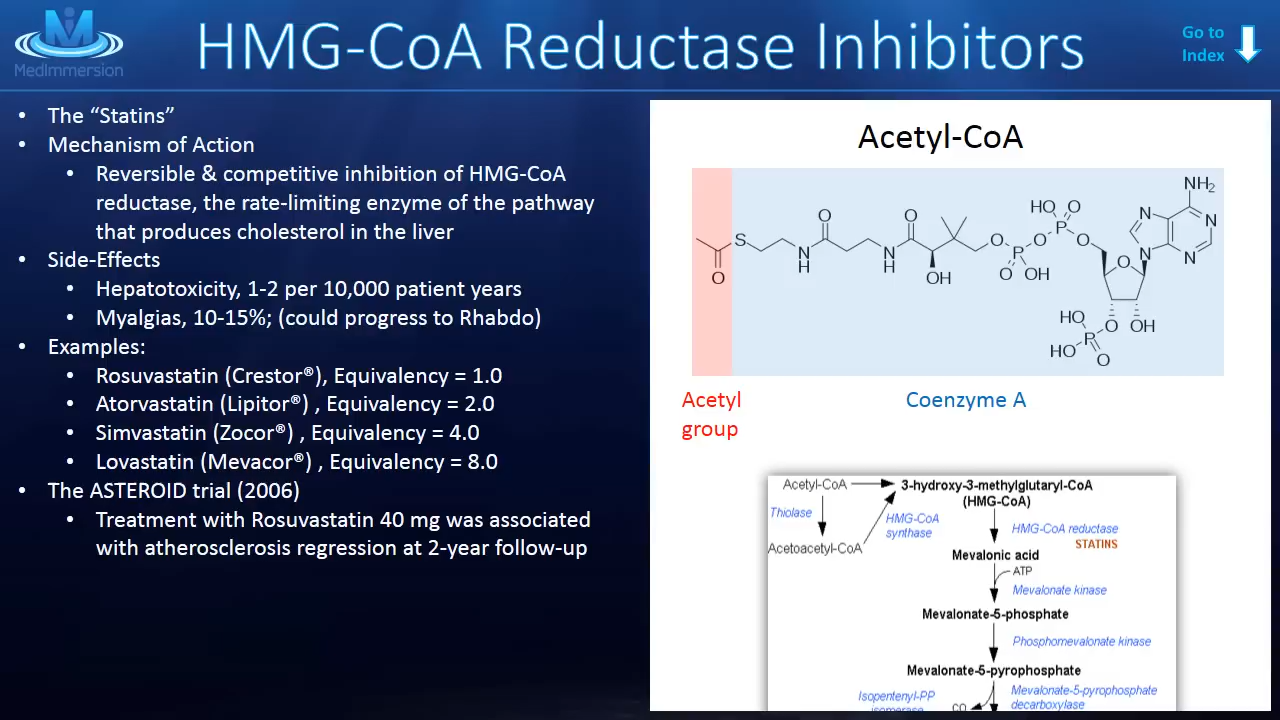 MedImmersion
HMG-CoA Reductase Inhibitors
Go to
Index
• The “Statins”
• Mechanism of Action
• Reversible & competitive inhibition of HMG-CoA
reductase, the rate-limiting enzyme of the pathway
that produces cholesterol in the liver
• Side-Effects
• Hepatotoxicity, 1-2 per 10,000 patient years
• Myalgias, 10-15%; (could progress to Rhabdo)
• Examples:
• Rosuvastatin (Crestor®), Equivalency = 1.0
• Atorvastatin (Lipitor®) , Equivalency = 2.0
• Simvastatin (Zocor®) , Equivalency = 4.0
• Lovastatin (Mevacor®) , Equivalency = 8.0
• The ASTEROID trial (2006)
• Treatment with Rosuvastatin 40 mg was associated
with atherosclerosis regression at 2-year follow-up
Acetyl-CoA
NH₂
HO O
N N
P
O O S O O O P O N N
N H N H O OH O
O OH
HO O OH
P
HO O
Acetyl
group
Coenzyme A
Acetyl-CoA
3-hydroxy-3-methylglutaryl-CoA
(HMG-CoA)
Thiolase
HMG-CoA
synthase
HMG-CoA reductase
STATINS
Acetoacetyl-CoA
Mevalonic acid
ATP
Mevalonate kinase
Mevalonate-5-phosphate
Phosphomevalonate kinase
Mevalonate-5-pyrophosphate
Isopentenyl-PP
isomerase
Mevalonate-5-pyrophosphate
decarboxylase
CO